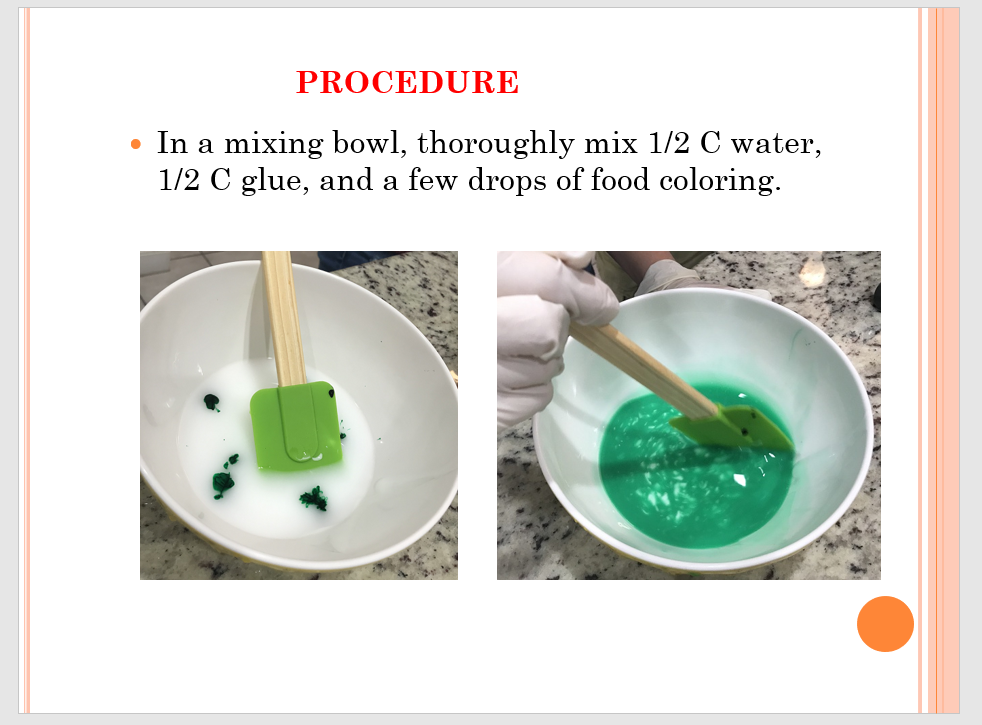 PROCEDURE
In a mixing bowl, thoroughly mix 1/2 C water,
1/2 C glue, and a few drops of food coloring.